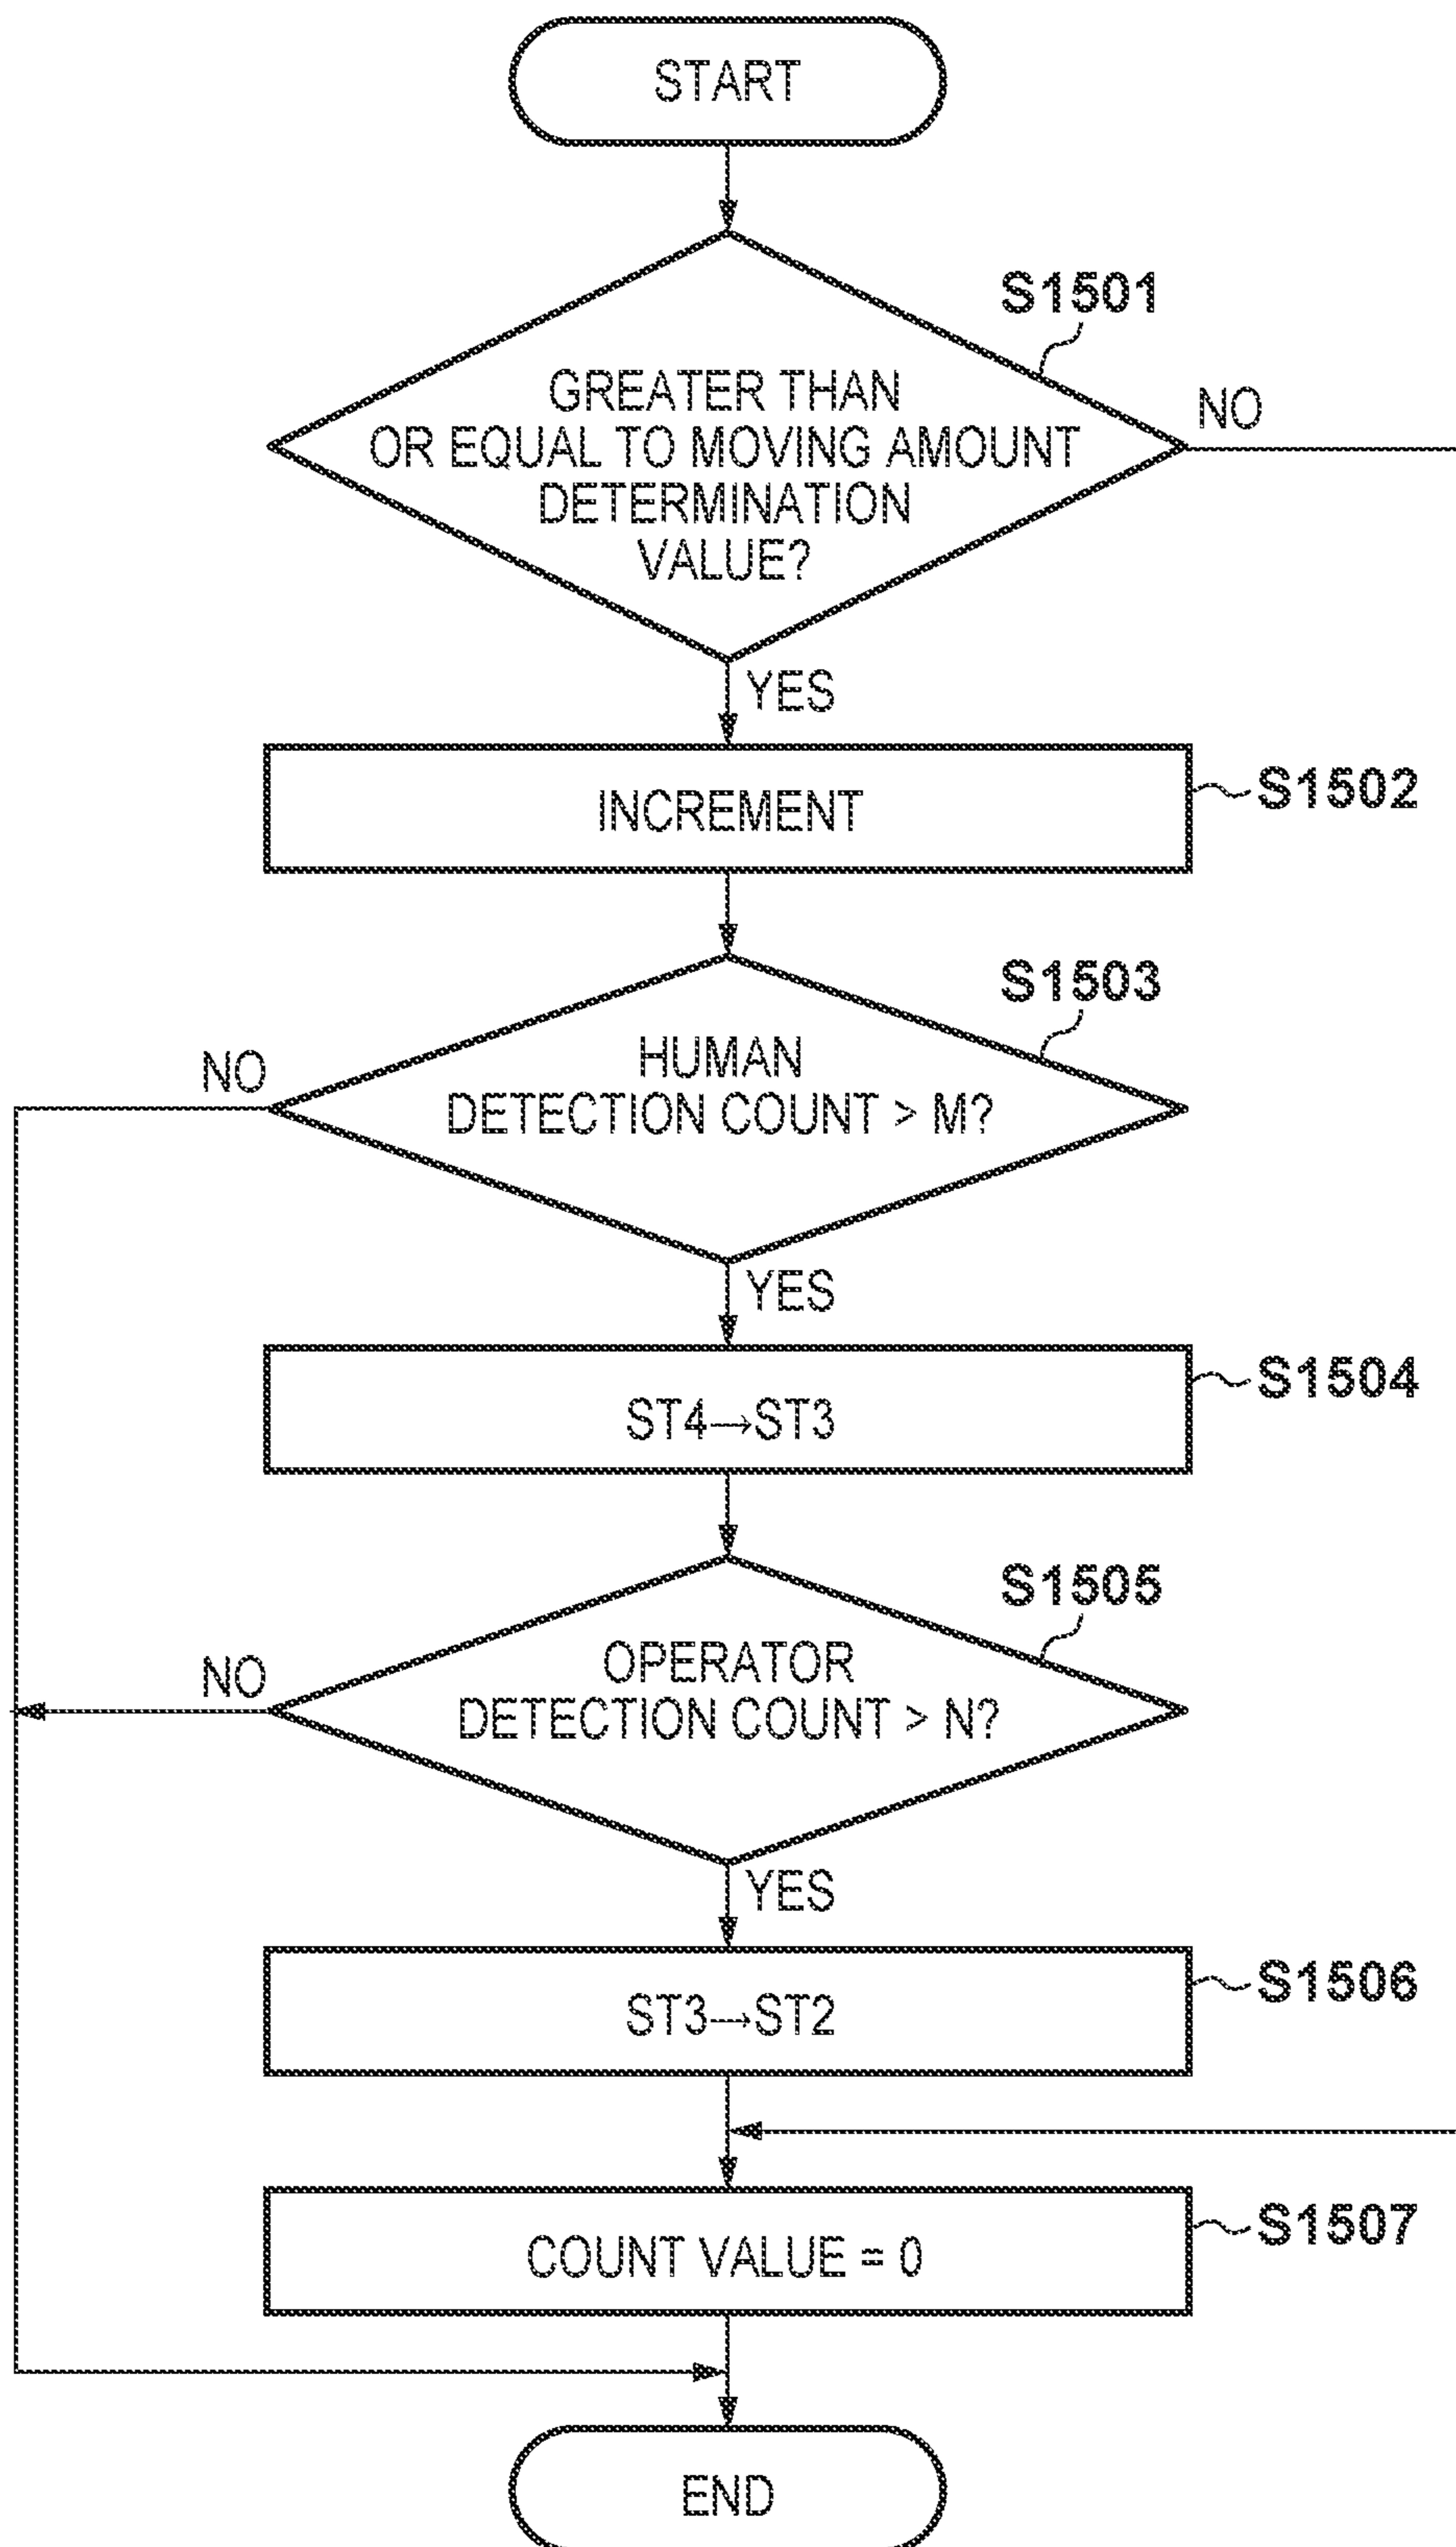 START
S1501
GREATER THAN
OR EQUAL TO MOVING AMOUNT
DETERMINATION
VALUE?
NO
YES
INCREMENT
S1502
S1503
HUMAN
DETECTION COUNT > M?
NO
YES
ST4→ST3
S1504
S1505
OPERATOR
DETECTION COUNT > N?
NO
YES
ST3→ST2
S1506
COUNT VALUE = 0
S1507
END